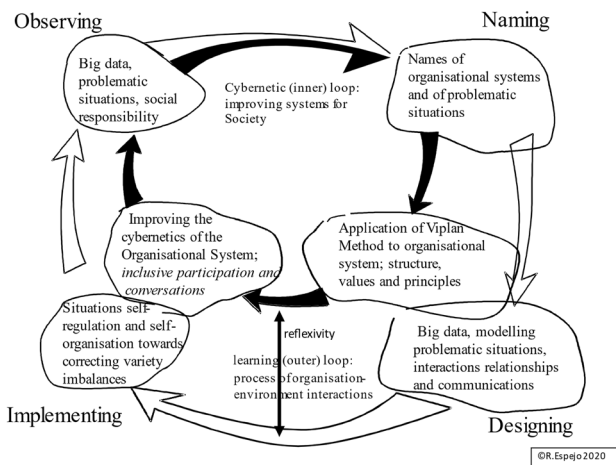 Observing
Naming
Big data,
problematic
situations, social
responsibility
Cybernetic (inner) loop:
improving systems for
Society
Names of
organisational systems
and of problematic
situations
Improving the
cybernetics of the
Organisational System;
inclusive participation and
conversations
Application of Viplan
Method to organisational
system; structure,
values and principles
Situations self-
regulation and self-
organisation towards
correcting variety
imbalances
reflexivity
learning (outer) loop:
process of organisation-
environment interactions
Big data, modelling
problematic situations,
interactions relationships
and communications
Implementing
Designing
©R.Espejo 2020